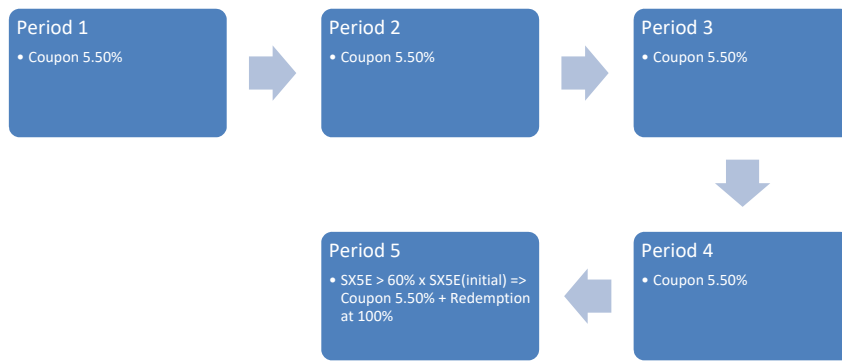 Period 1
• Coupon 5.50%
Period 2
• Coupon 5.50%
Period 3
• Coupon 5.50%
Period 4
• Coupon 5.50%
Period 5
• SX5E > 60% x SX5E(initial) =>
Coupon 5.50% + Redemption
at 100%